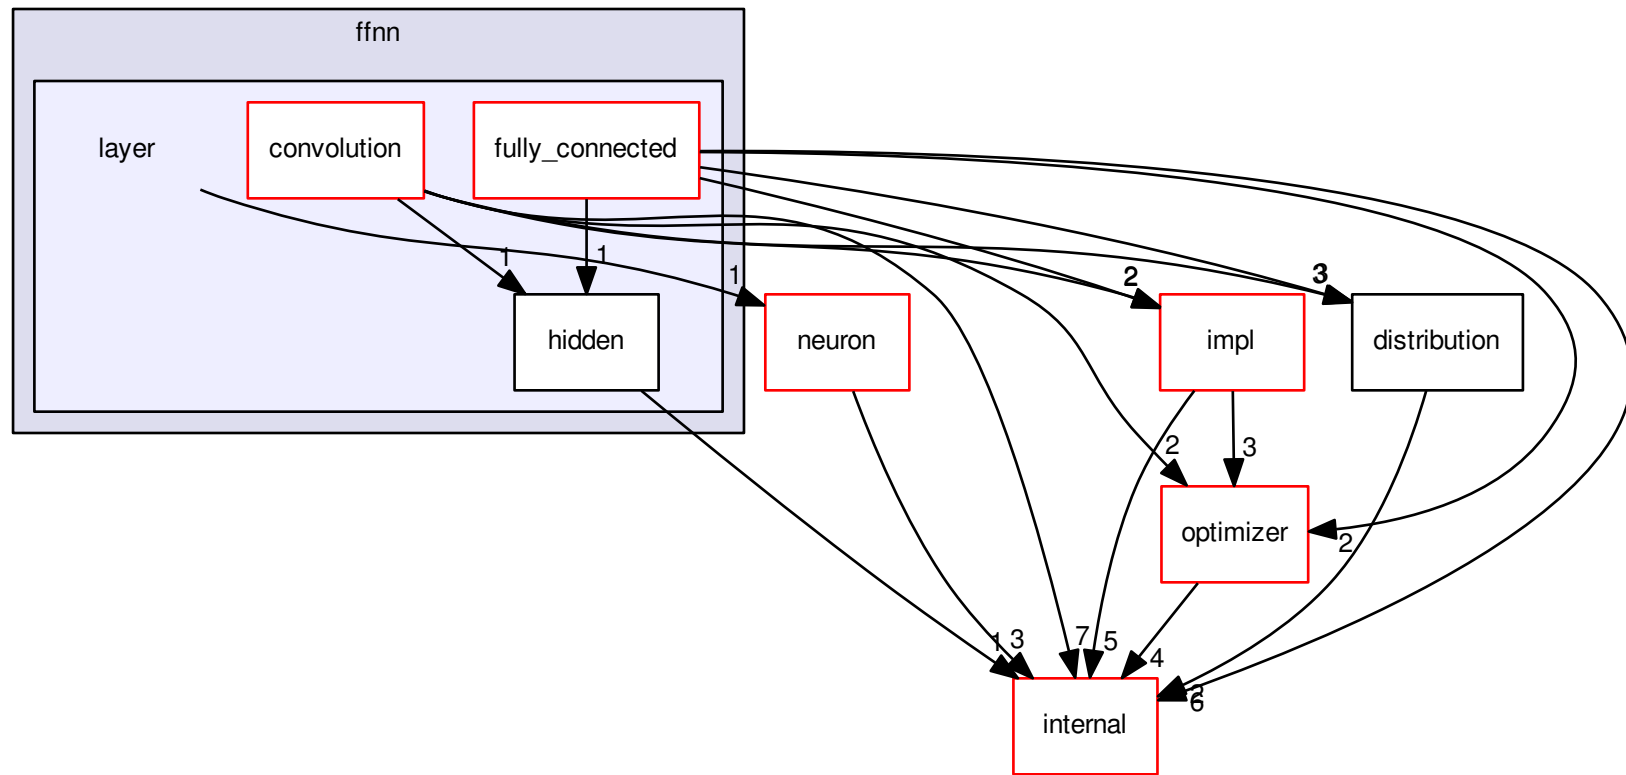 ffnn
layer
convolution
fully_connected
1
1
1
2
3
hidden
neuron
impl
distribution
2
3
optimizer
2
1
3
7
5
4
6
internal